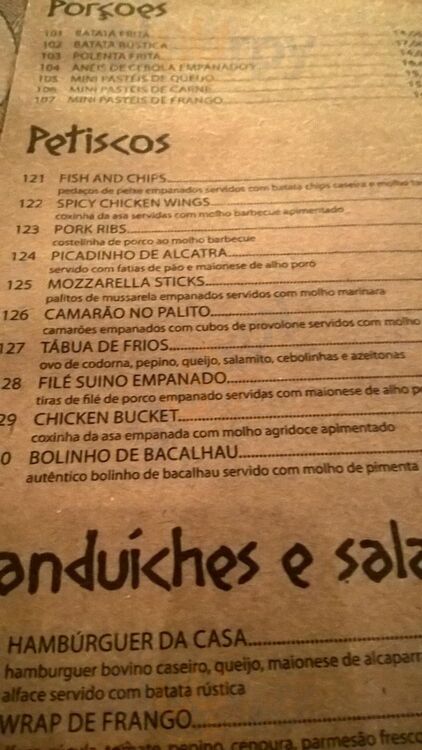 Porções
101 BATATA FRITA
102 BATATA RÚSTICA
103 POLENTA FRITA
104 ANÉIS DE CEBOLA EMPANADOS
105 MINI PASTÉIS DE QUEIJO
106 MINI PASTÉIS DE CARNE
107 MINI PASTÉIS DE FRANGO
Petiscos
121 FISH AND CHIPS
pedaços de peixe empanados servidos com batata chips caseira e molho
122 SPICY CHICKEN WINGS
coxinha da asa servidas com molho barbecue apimentado
123 PORK RIBS
costelinha de porco ao molho barbecue
124 PICADINHO DE ALCATRA
servido com fatias de pão e maionese de alho poró
125 MOZZARELLA STICKS
palitos de mussarela empanados servidos com molho marinara
126 CAMARÃO NO PALITO
camarões empanados com cubos de provolone servidos com molho
127 TÁBUA DE FRIOS
ovo de codorna, pepino, queijo, salamito, cebolinhas e azeitonas
28 FILÉ SUINO EMPANADO
tiras de filé de porco empanado servidas com maionese de alho
29 CHICKEN BUCKET
coxinha da asa empanada com molho agridoce apimentado
0 BOLINHO DE BACALHAU
autêntico bolinho de bacalhau servido com molho de pimenta
anduíches e sala
HAMBÚRGUER DA CASA
hamburguer bovino caseiro, queijo, maionese de alcaparr
alface servido com batata rústica
WRAP DE FRANGO
tomate, pepino, cenoura, parmesão fresco